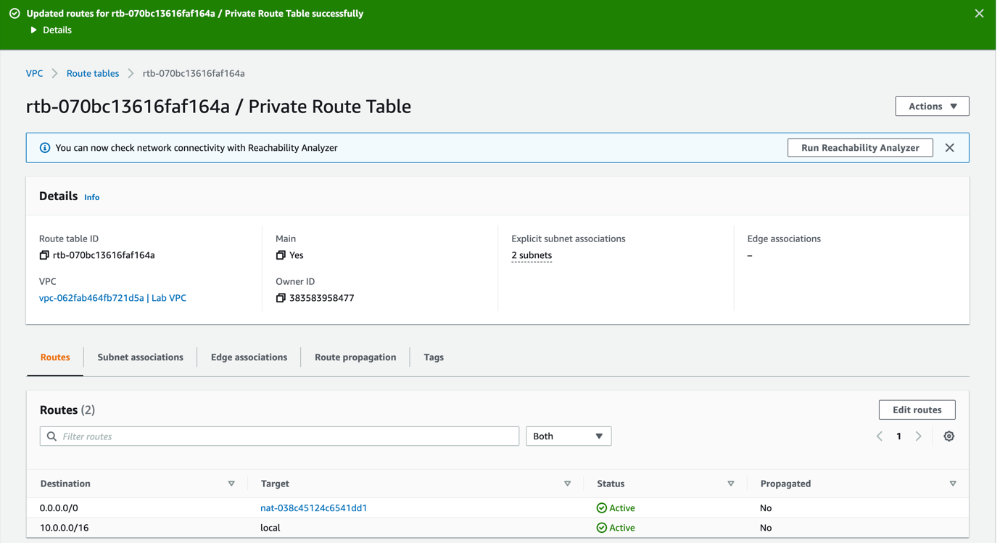 Updated routes for rtb-070bc13616faf164a / Private Route Table successfully
Details
VPC Route tables rtb-070bc13616faf164a
rtb-070bc13616faf164a / Private Route Table
Actions
You can now check network connectivity with Reachability Analyzer
Run Reachability Analyzer
Details Info
Route table ID
rtb-070bc13616faf164a
Main
Yes
Explicit subnet associations
2 subnets
Edge associations
–
VPC
vpc-062fab464fb721d5a | Lab VPC
Owner ID
383583958477
Routes Subnet associations Edge associations Route propagation Tags
Routes (2)
Edit routes
Filter routes
Both
1
Destination Target Status Propagated
0.0.0.0/0 nat-038c45124c6541dd1 Active No
10.0.0.0/16 local Active No